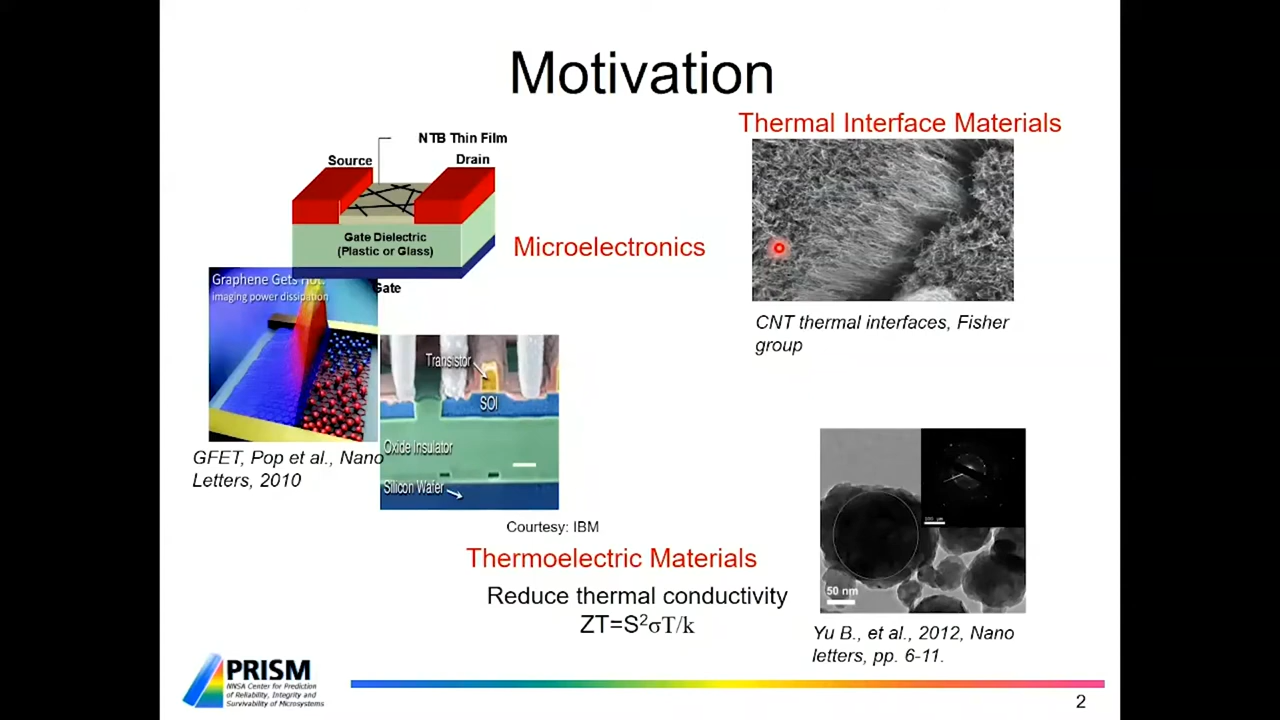 Motivation
NTB Thin Film
Source
Drain
Gate Dielectric
(Plastic or Glass)
Gate
Microelectronics
Thermal Interface Materials
CNT thermal interfaces, Fisher
group
Graphene Gets Hot:
imaging power dissipation
GFET, Pop et al., Nano
Letters, 2010
Transistor
SOI
Oxide Insulator
Silicon Wafer
Courtesy: IBM
Thermoelectric Materials
Reduce thermal conductivity
ZT=S²σT/k
50 nm
Yu B., et al., 2012, Nano
letters, pp. 6-11.
PRISM
NNSA Center for Prediction
of Reliability, Integrity and
Survivability of Microsystems
2